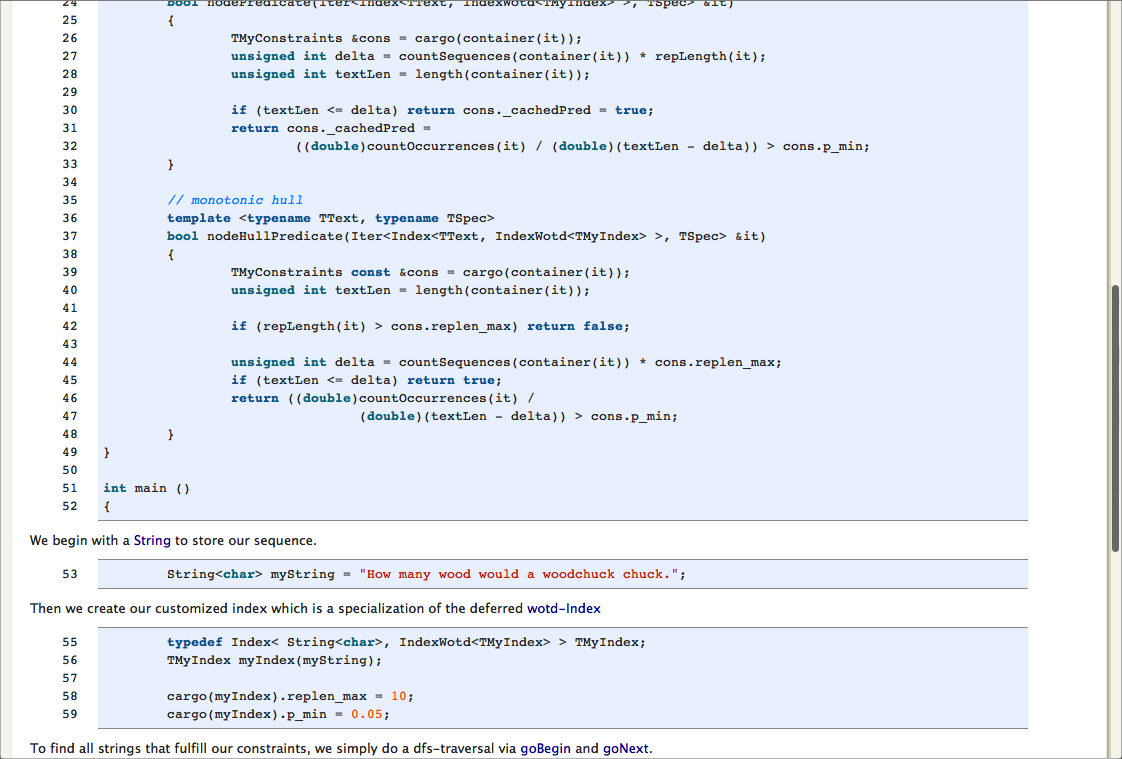 24 bool nodePredicate(Iter<Index<TText, IndexWotd<TMyIndex> >, TSpec> &it)
25 {
26 TMyConstraints &cons = cargo(container(it));
27 unsigned int delta = countSequences(container(it)) * repLength(it);
28 unsigned int textLen = length(container(it));
29
30 if (textLen <= delta) return cons._cachedPred = true;
31 return cons._cachedPred =
32 ((double)countOccurrences(it) / (double)(textLen - delta)) > cons.p_min;
33 }
34
35 // monotonic hull
36 template <typename TText, typename TSpec>
37 bool nodeHullPredicate(Iter<Index<TText, IndexWotd<TMyIndex> >, TSpec> &it)
38 {
39 TMyConstraints const &cons = cargo(container(it));
40 unsigned int textLen = length(container(it));
41
42 if (repLength(it) > cons.replen_max) return false;
43
44 unsigned int delta = countSequences(container(it)) * cons.replen_max;
45 if (textLen <= delta) return true;
46 return ((double)countOccurrences(it) /
47 (double)(textLen - delta)) > cons.p_min;
48 }
49 }
50
51 int main ()
52 {
We begin with a String to store our sequence.
53 String<char> myString = "How many wood would a woodchuck chuck.";
Then we create our customized index which is a specialization of the deferred wotd-Index
55 typedef Index< String<char>, IndexWotd<TMyIndex> > TMyIndex;
56 TMyIndex myIndex(myString);
57
58 cargo(myIndex).replen_max = 10;
59 cargo(myIndex).p_min = 0.05;
To find all strings that fulfill our constraints, we simply do a dfs-traversal via goBegin and goNext.